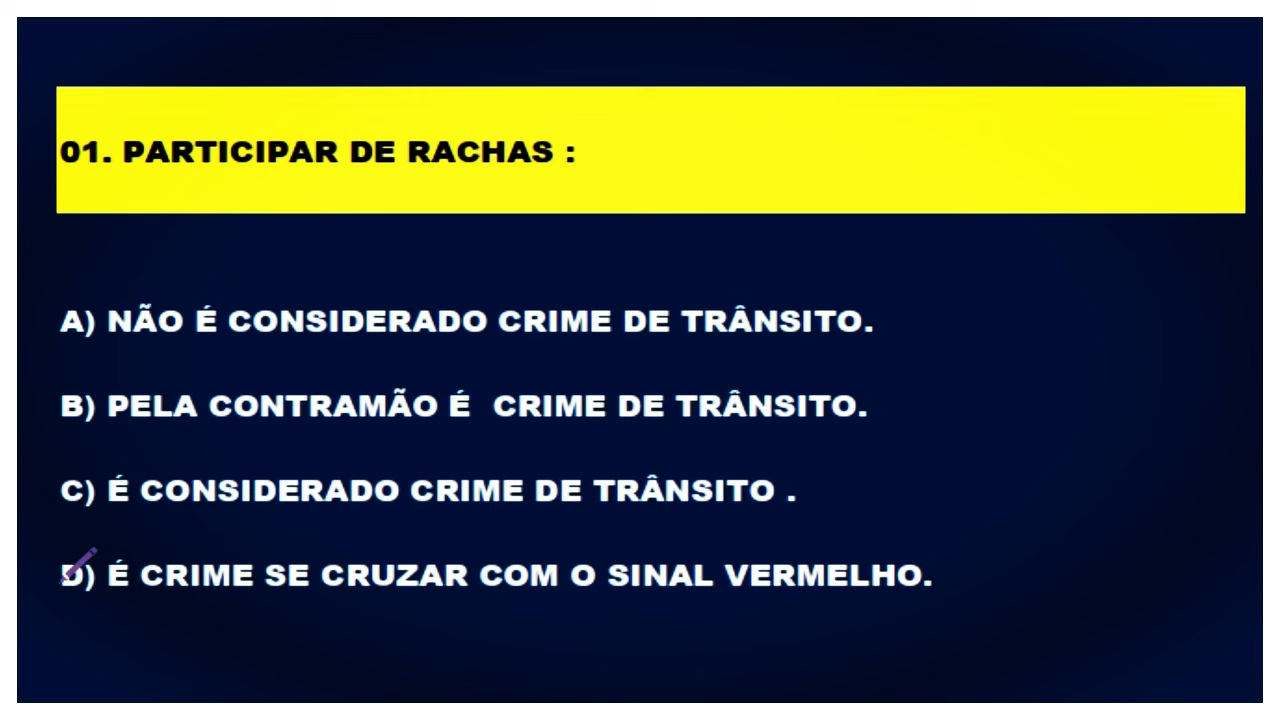 01. PARTICIPAR DE RACHAS :
A) NÃO É CONSIDERADO CRIME DE TRÂNSITO.
B) PELA CONTRAMÃO É  CRIME DE TRÂNSITO.
C) É CONSIDERADO CRIME DE TRÂNSITO .
D) É CRIME SE CRUZAR COM O SINAL VERMELHO.